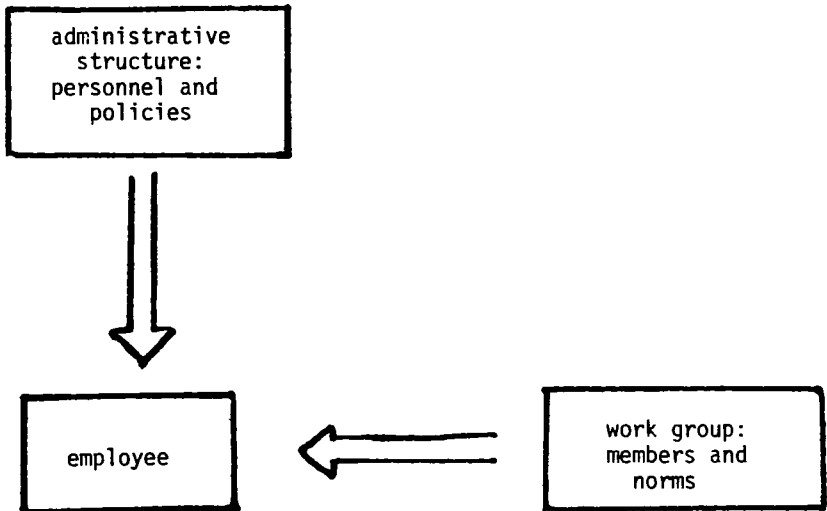 administrative
structure:
personnel and
policies
employee
work group:
members and
norms